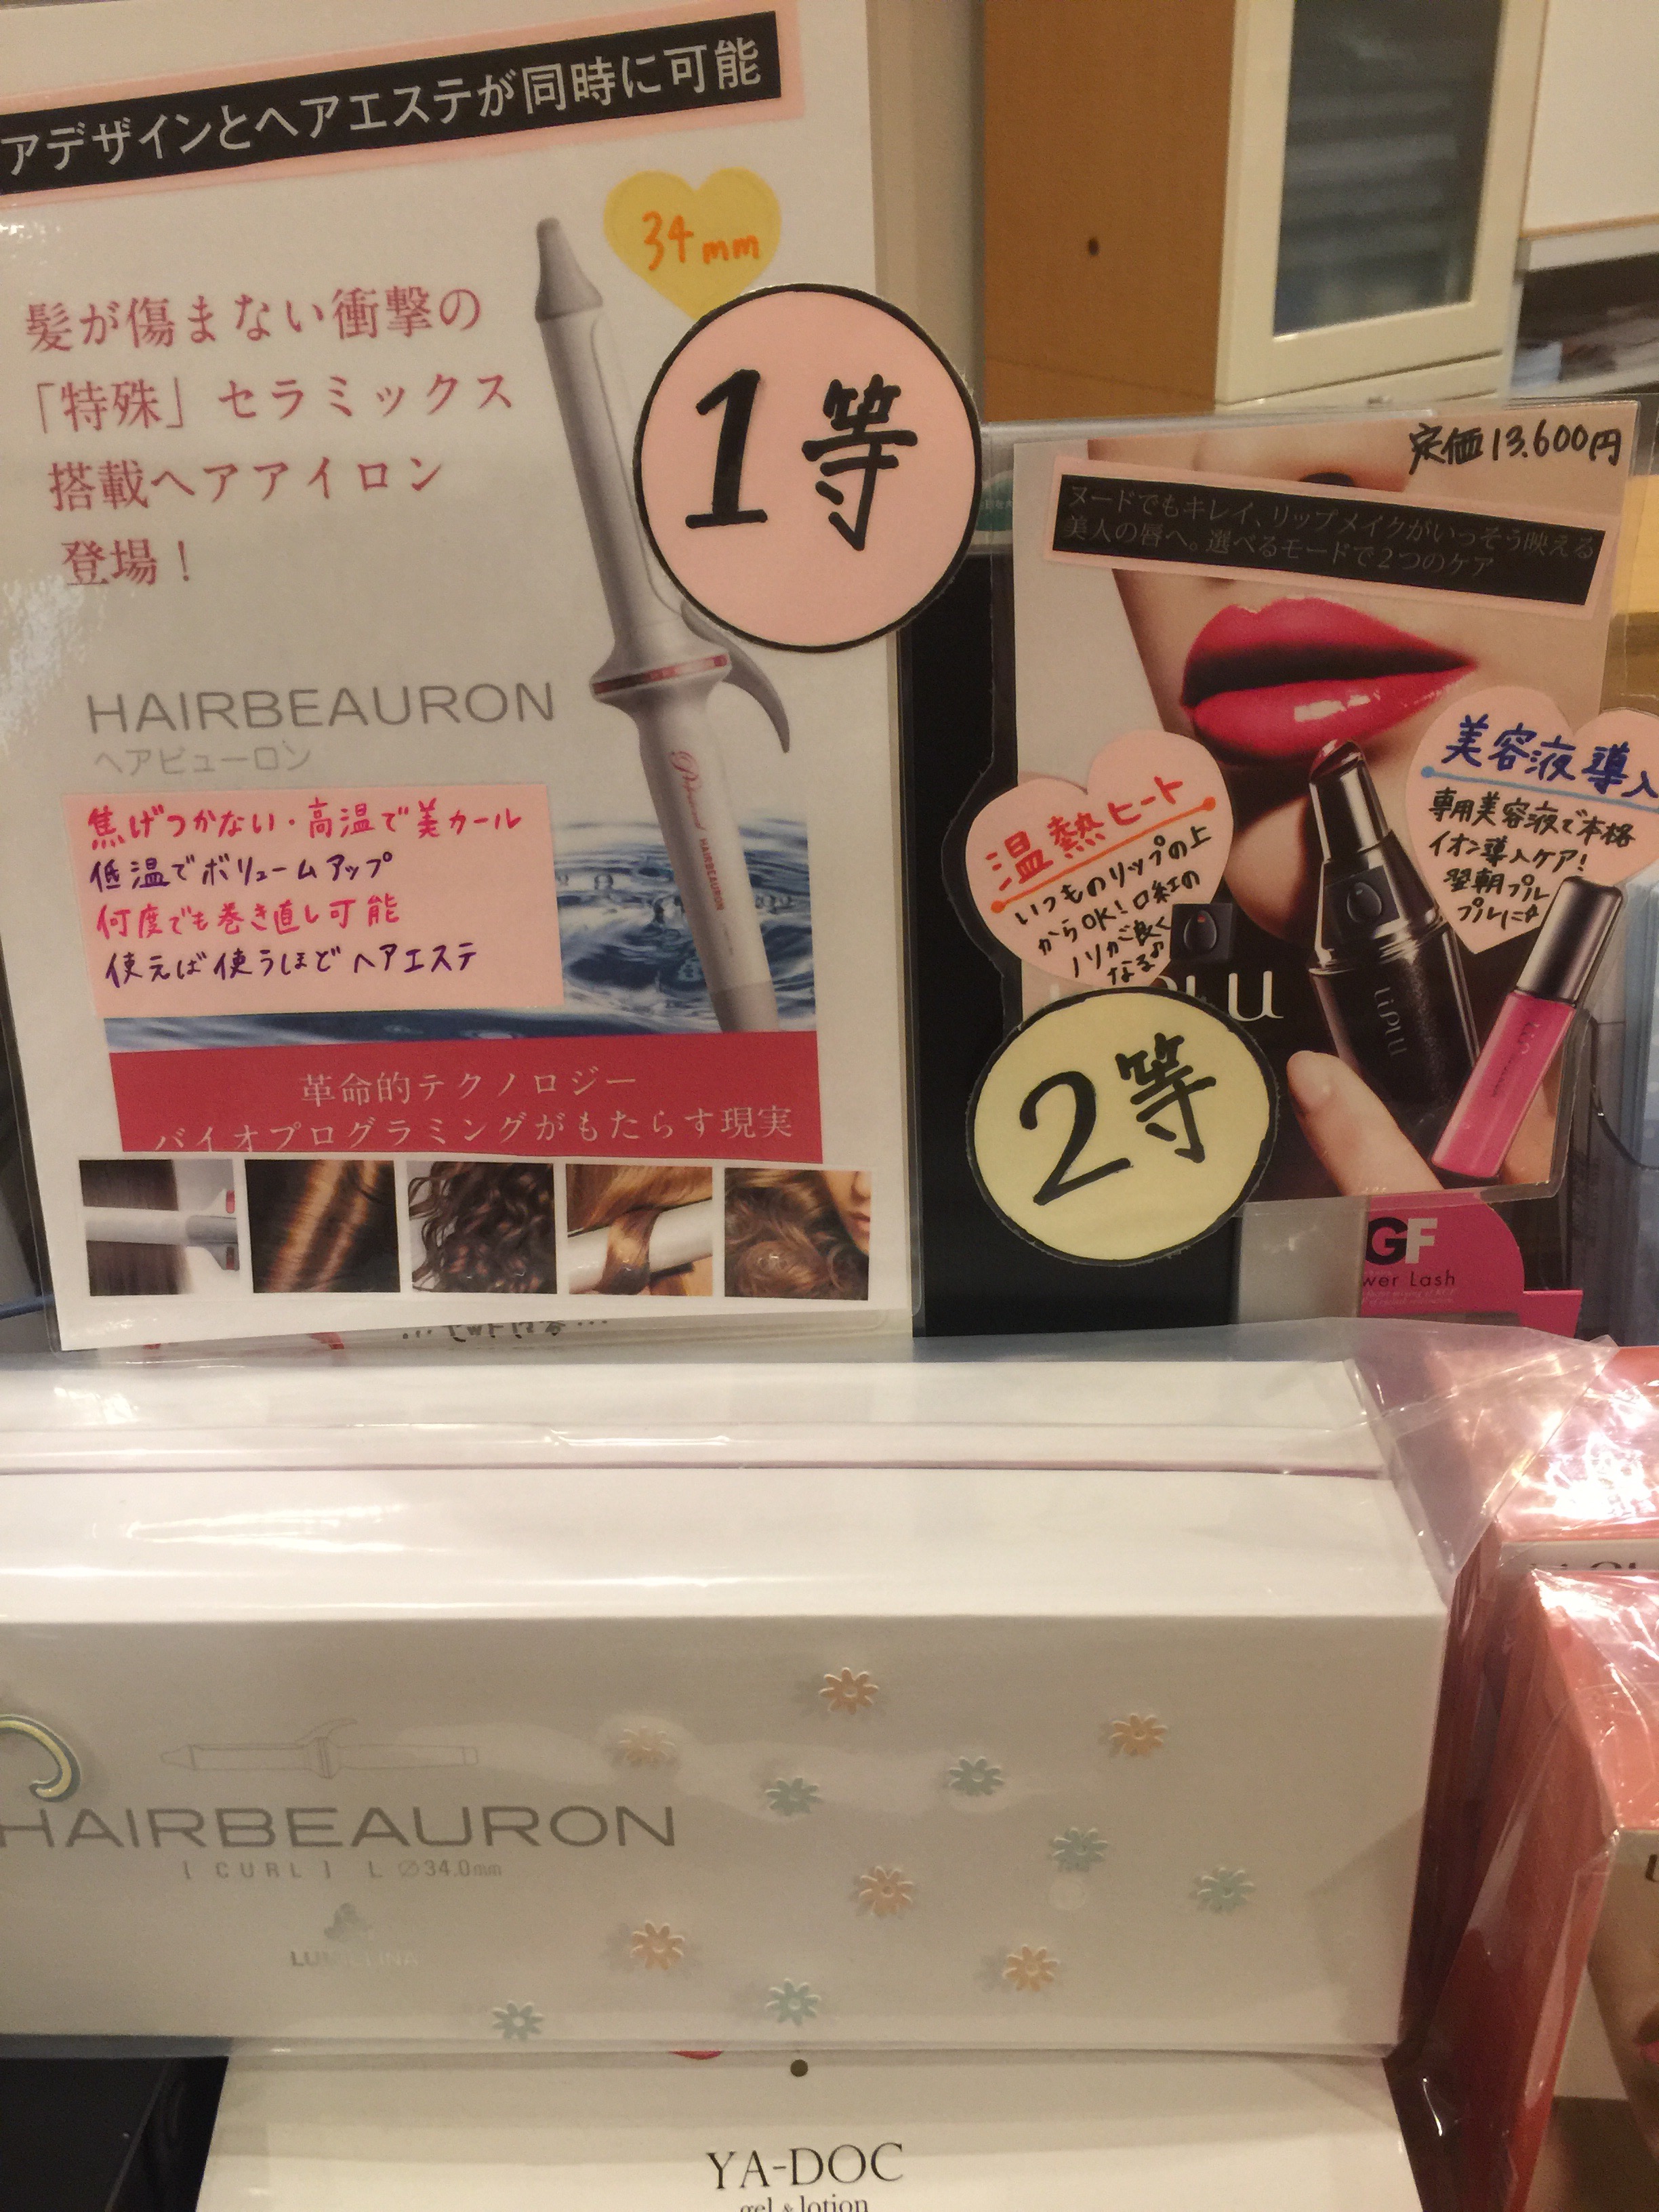 アデザインとヘアエステが同時に可能
34mm
髪が傷まない衝撃の
「特殊」セラミックス
搭載ヘアアイロン
登場！
1等
HAIRBEAURON
ヘアビューロン
HAIRBEAURON
焦げつかない・高温で美カール
低温でボリュームアップ
何度でも巻き直し可能
使えば使うほどヘアエステ
革命的テクノロジー
バイオプログラミングがもたらす現実
定価13.600円
ヌードでもキレイ、リップメイクがいっそう映える
美人の唇へ。選べるモードで2つのケア
温熱ヒート
いつものリップの上
からOK!口紅の
ノリが良く
なる♪
美容液導入
専用美容液で本格
イオン導入ケア!
翌朝プル
プルに☆
LiPLU
2等
GF
wer Lash
HAIRBEAURON
[CURL] L ∅34.0mm
YA-DOC
gel & lotion